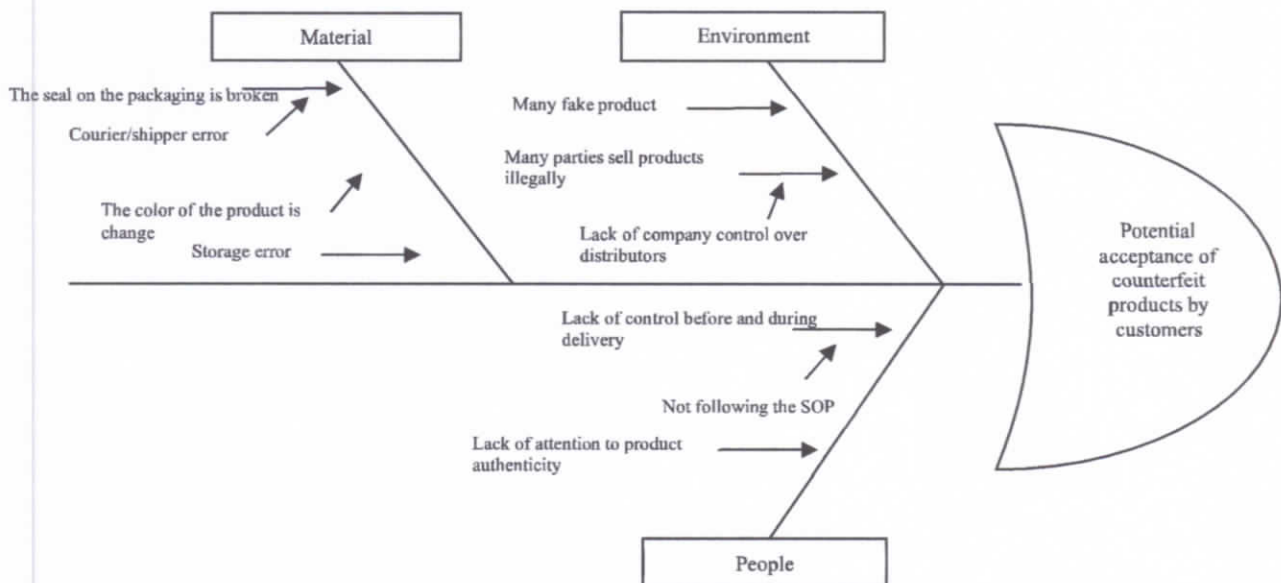 Material
Environment
The seal on the packaging is broken
Courier/shipper error
The color of the product is
change
Storage error
Many fake product
Many parties sell products
illegally
Lack of company control over
distributors
Potential
acceptance of
counterfeit
products by
customers
Lack of control before and during
delivery
Not following the SOP
Lack of attention to product
authenticity
People